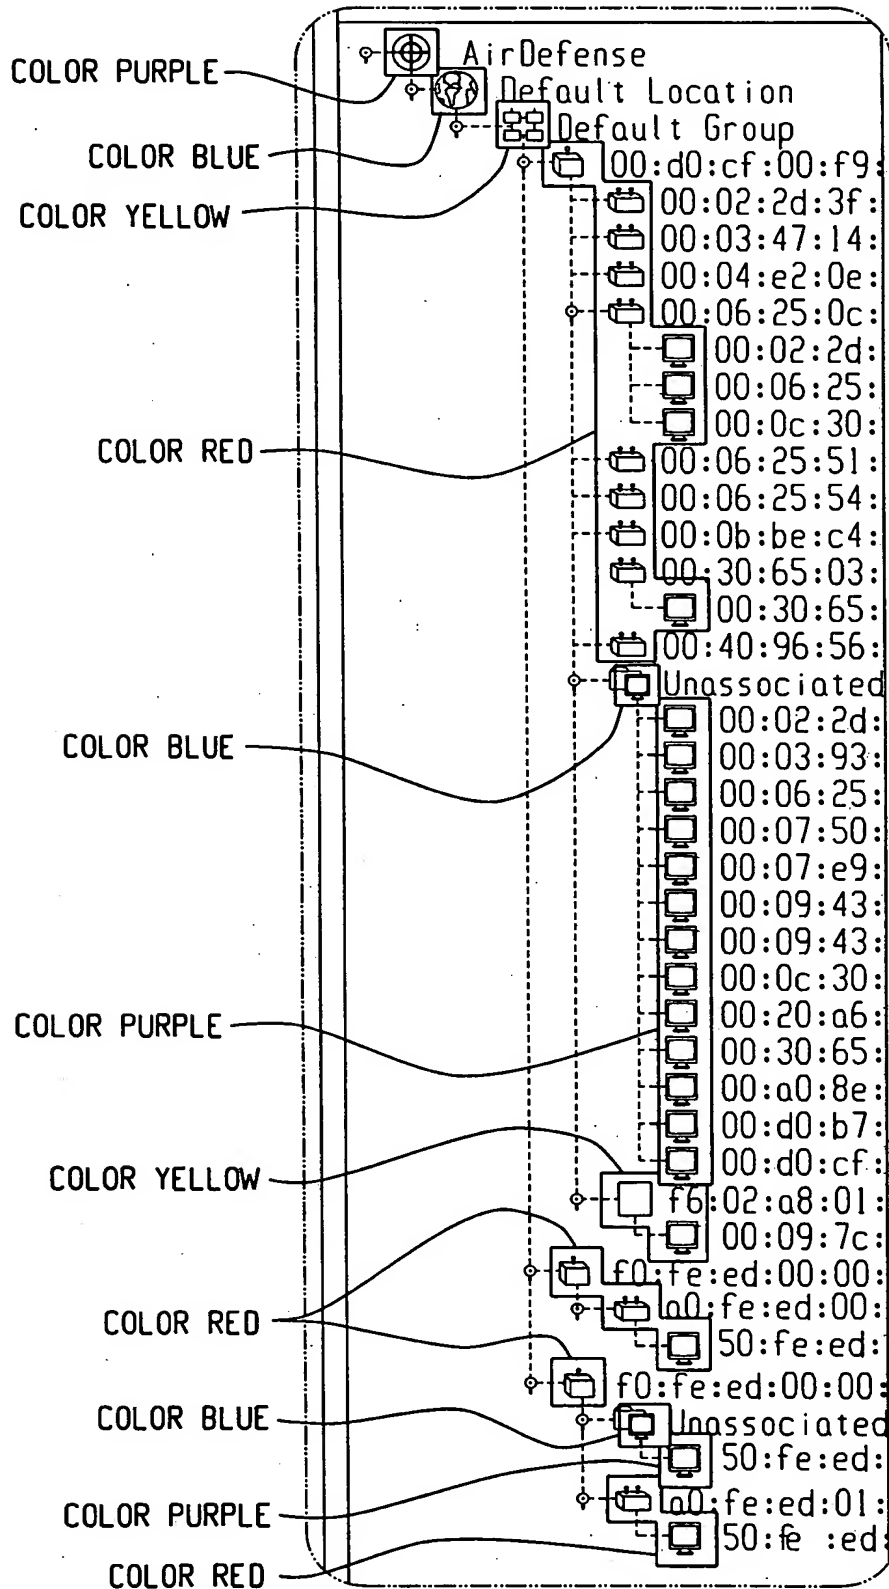 AirDefense
COLOR PURPLE
Default Location
Default Group
COLOR BLUE
00:d0:cf:00:f9:
COLOR YELLOW
00:02:2d:3f:
00:03:47:14:
00:04:e2:0e:
00:06:25:0c:
00:02:2d:
00:06:25:
00:0c:30:
COLOR RED
00:06:25:51:
00:06:25:54:
00:0b:be:c4:
00:30:65:03:
00:30:65:
00:40:96:56:
Unassociated
00:02:2d:
COLOR BLUE
00:03:93:
00:06:25:
00:07:50:
00:07:e9:
00:09:43:
00:09:43:
00:0c:30:
00:20:a6:
COLOR PURPLE
00:30:65:
00:a0:8e:
00:d0:b7:
00:d0:cf:
COLOR YELLOW
f6:02:a8:01:
00:09:7c:
f0:fe:ed:00:00:
a0:fe:ed:00:
COLOR RED
50:fe:ed:
f0:fe:ed:00:00:
COLOR BLUE
Unassociated
50:fe:ed:
a0:fe:ed:01:
COLOR PURPLE
50:fe :ed:
COLOR RED